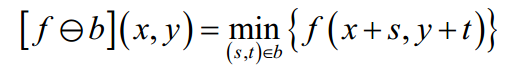 [f ⊖ b](x, y) = min_{(s,t)∈b} {f(x+s, y+t)}